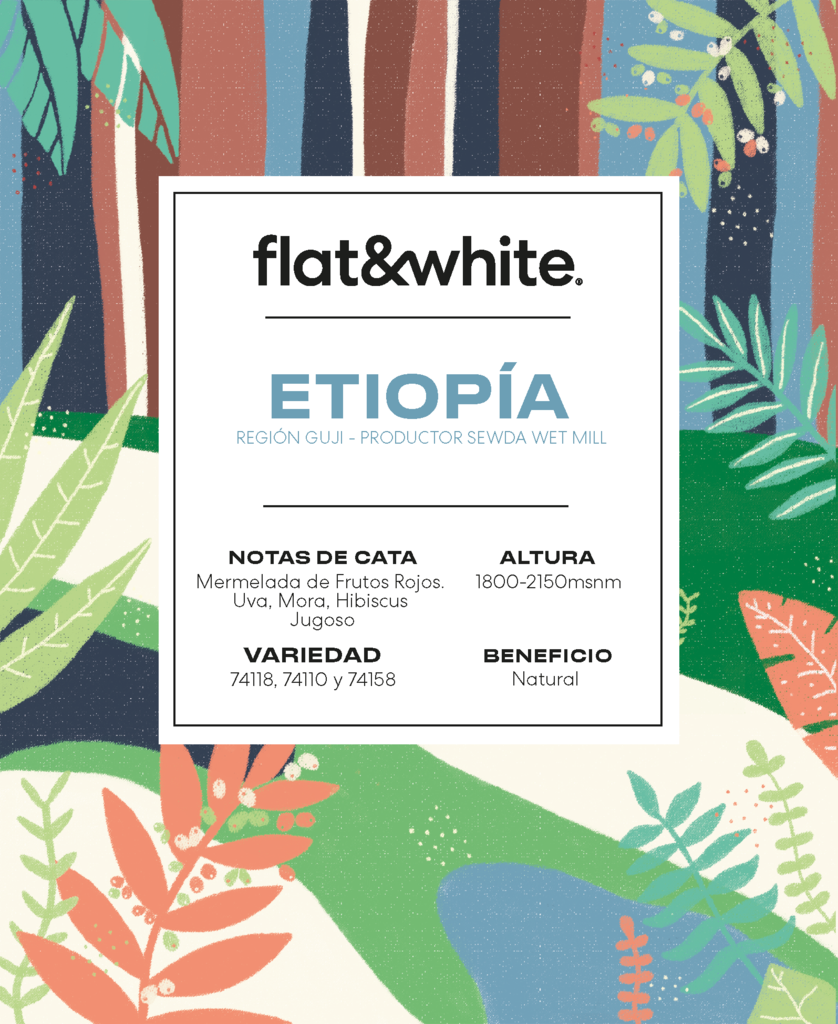 flat&white®
ETIOPÍA
REGIÓN GUJI - PRODUCTOR SEWDA WET MILL
NOTAS DE CATA
Mermelada de Frutos Rojos.
Uva, Mora, Hibiscus
Jugoso
ALTURA
1800-2150msnm
VARIEDAD
74118, 74110 y 74158
BENEFICIO
Natural